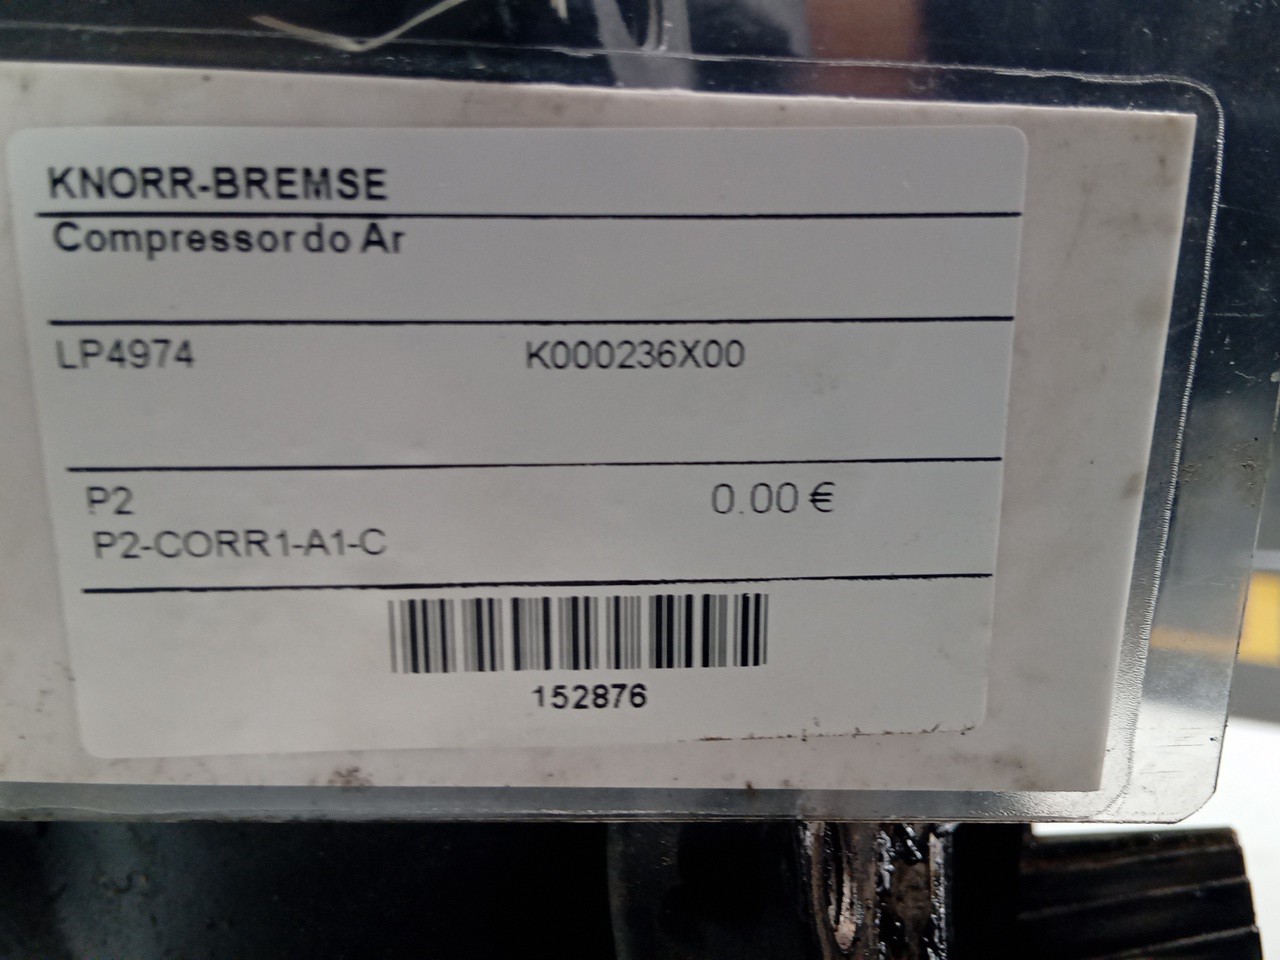 KNORR-BREMSE
Compressor do Ar
LP4974 K000236X00
P2 0.00 €
P2-CORR1-A1-C
152876